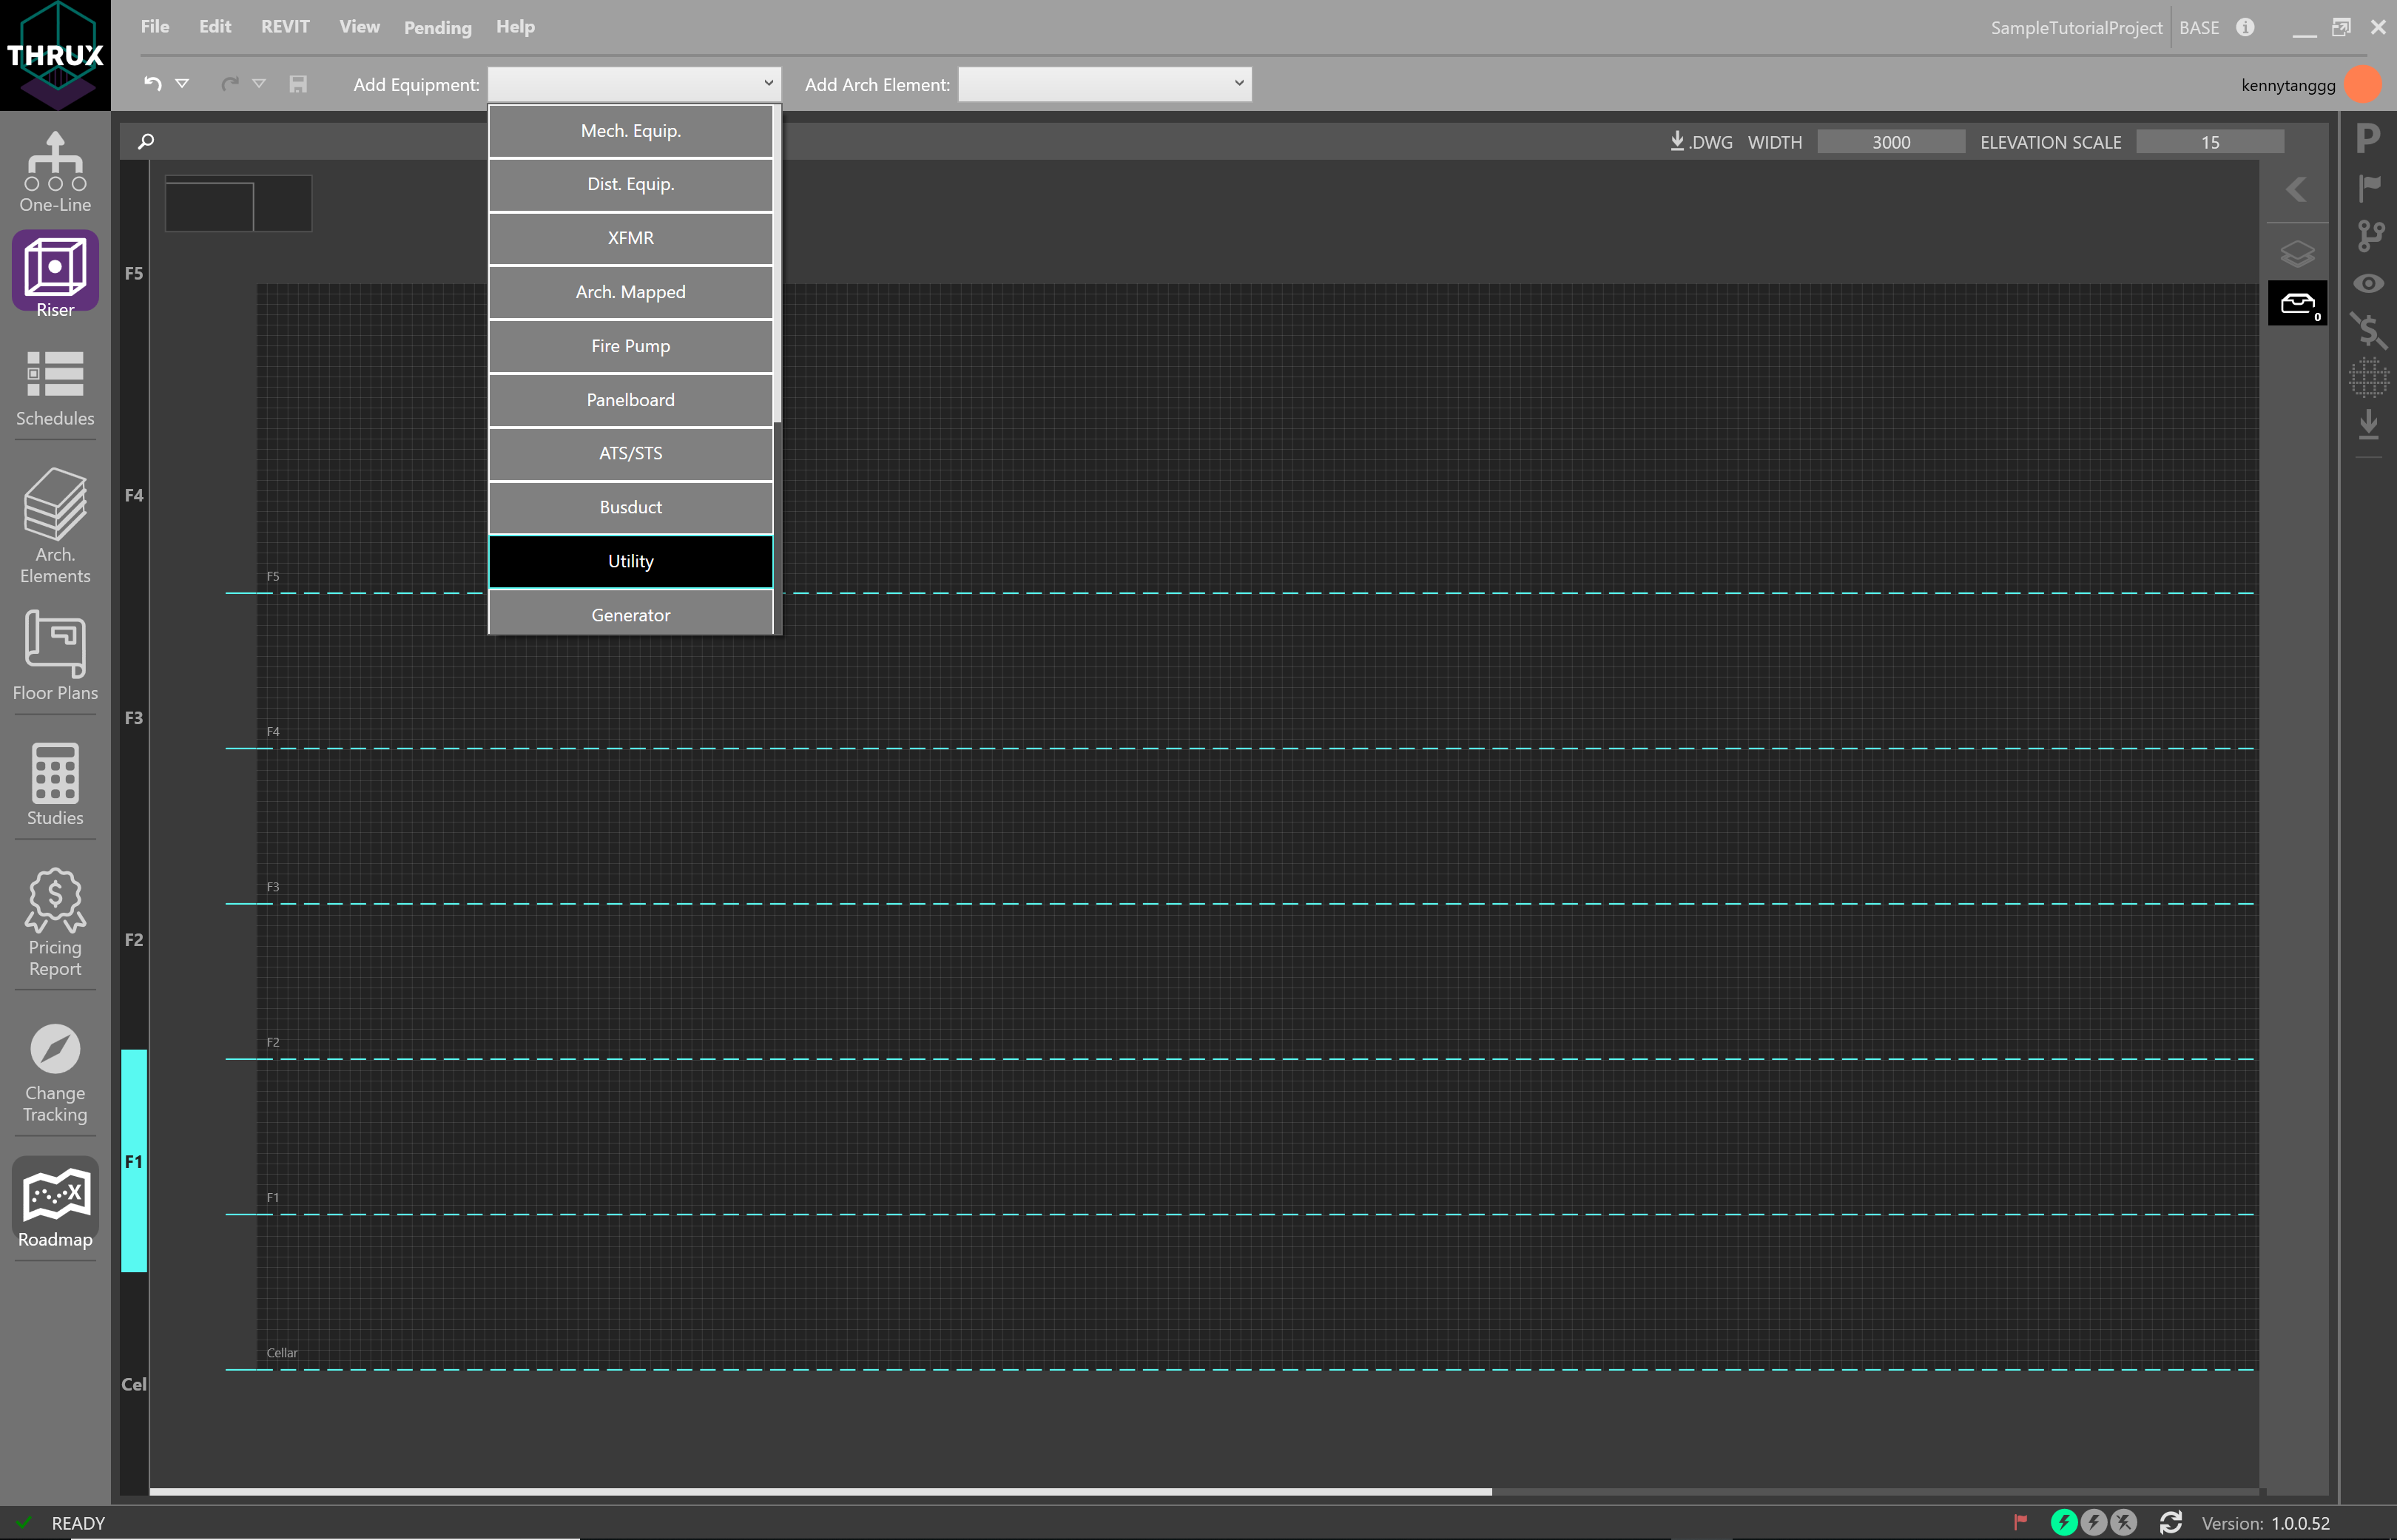 THRUX
File Edit REVIT View Pending Help
SampleTutorialProject BASE
Add Equipment: Add Arch Element:
kennytanggg
.DWG WIDTH 3000 ELEVATION SCALE 15
One-Line
Riser
Schedules
Arch.
Elements
Floor Plans
Studies
Pricing
Report
Change
Tracking
Roadmap
F5
F4
F3
F2
F1
Cel
Mech. Equip.
Dist. Equip.
XFMR
Arch. Mapped
Fire Pump
Panelboard
ATS/STS
Busduct
Utility
Generator
F5
F4
F3
F2
F1
Cellar
0
P
READY
Version: 1.0.0.52